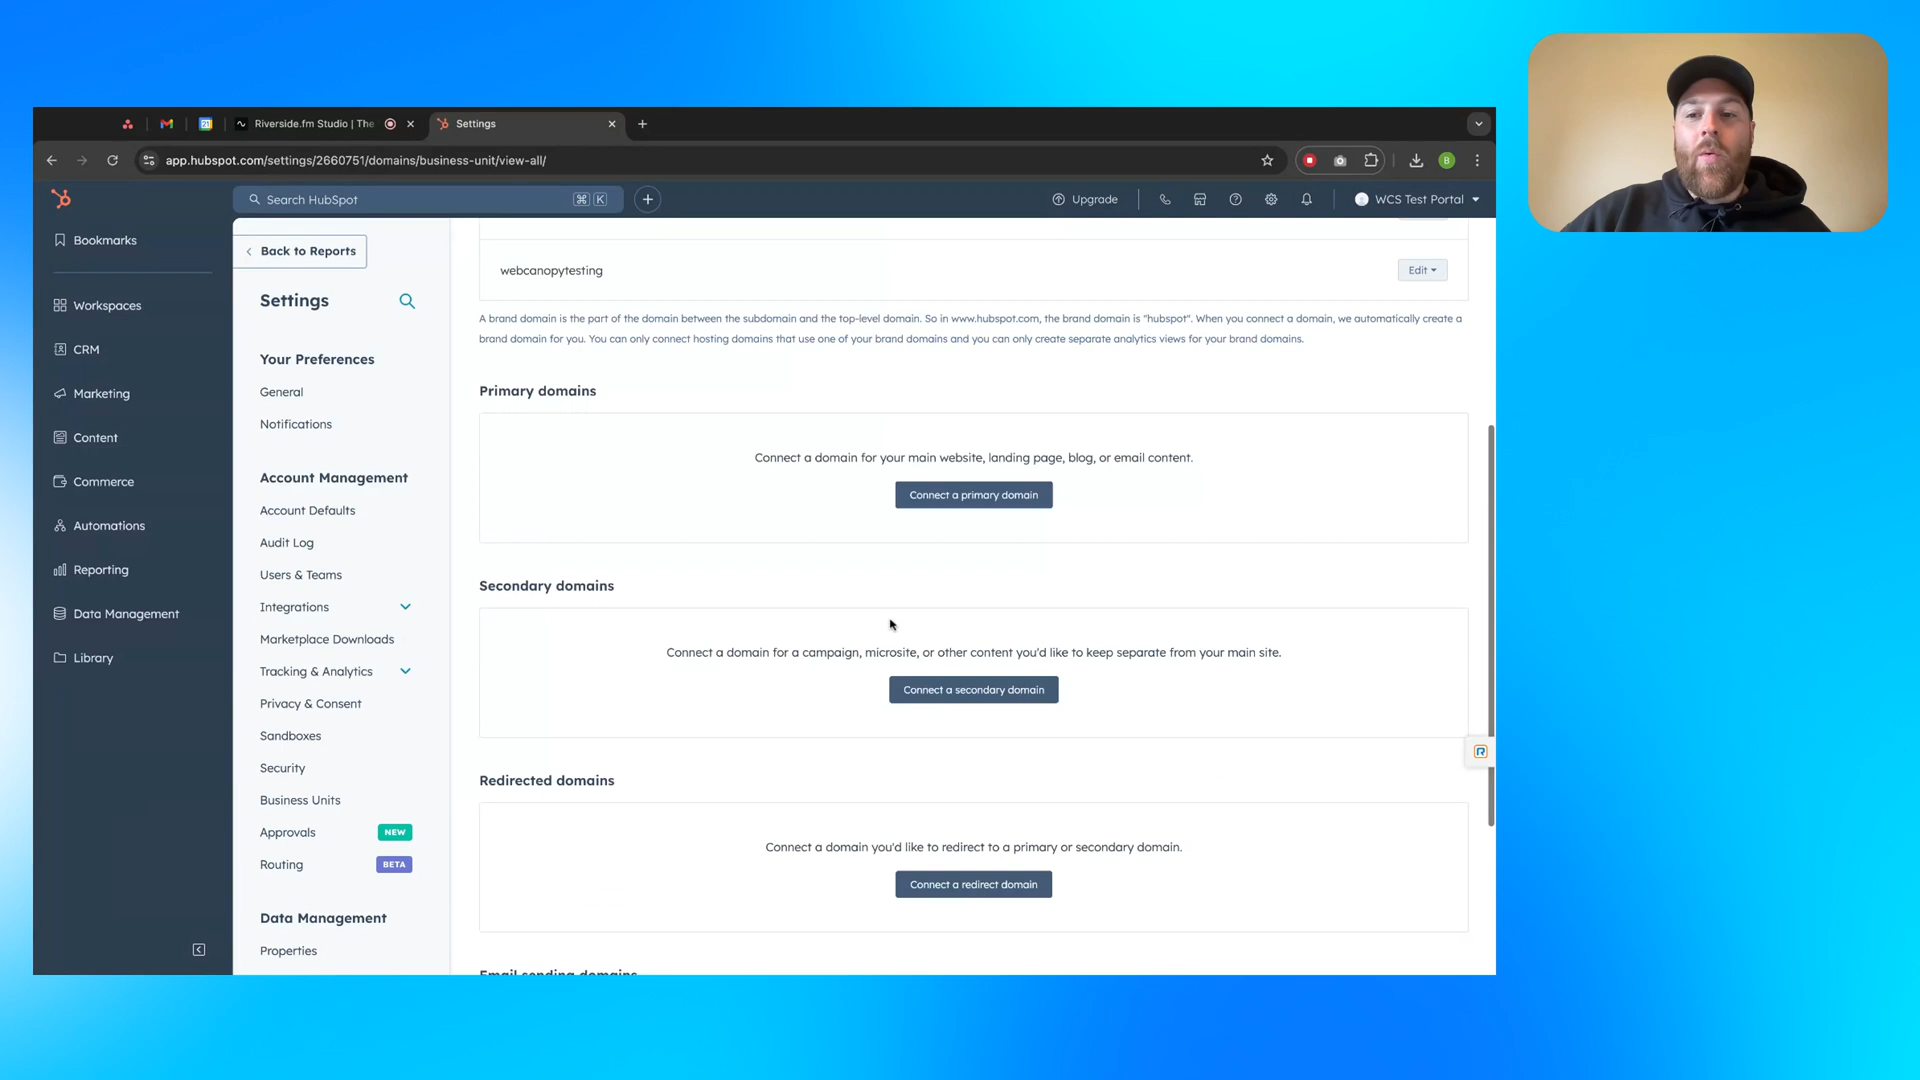 Riverside.fm Studio | The
Settings
app.hubspot.com/settings/2660751/domains/business-unit/view-all/
B
Search HubSpot
⌘ K
Upgrade
WCS Test Portal
Bookmarks
Workspaces
CRM
Marketing
Content
Commerce
Automations
Reporting
Data Management
Library
Back to Reports
Settings
Your Preferences
General
Notifications
Account Management
Account Defaults
Audit Log
Users & Teams
Integrations
Marketplace Downloads
Tracking & Analytics
Privacy & Consent
Sandboxes
Security
Business Units
Approvals NEW
Routing BETA
Data Management
Properties
webcanopytesting
Edit
A brand domain is the part of the domain between the subdomain and the top-level domain. So in www.hubspot.com, the brand domain is "hubspot". When you connect a domain, we automatically create a
brand domain for you. You can only connect hosting domains that use one of your brand domains and you can only create separate analytics views for your brand domains.
Primary domains
Connect a domain for your main website, landing page, blog, or email content.
Connect a primary domain
Secondary domains
Connect a domain for a campaign, microsite, or other content you'd like to keep separate from your main site.
Connect a secondary domain
Redirected domains
Connect a domain you'd like to redirect to a primary or secondary domain.
Connect a redirect domain
Email sending domains